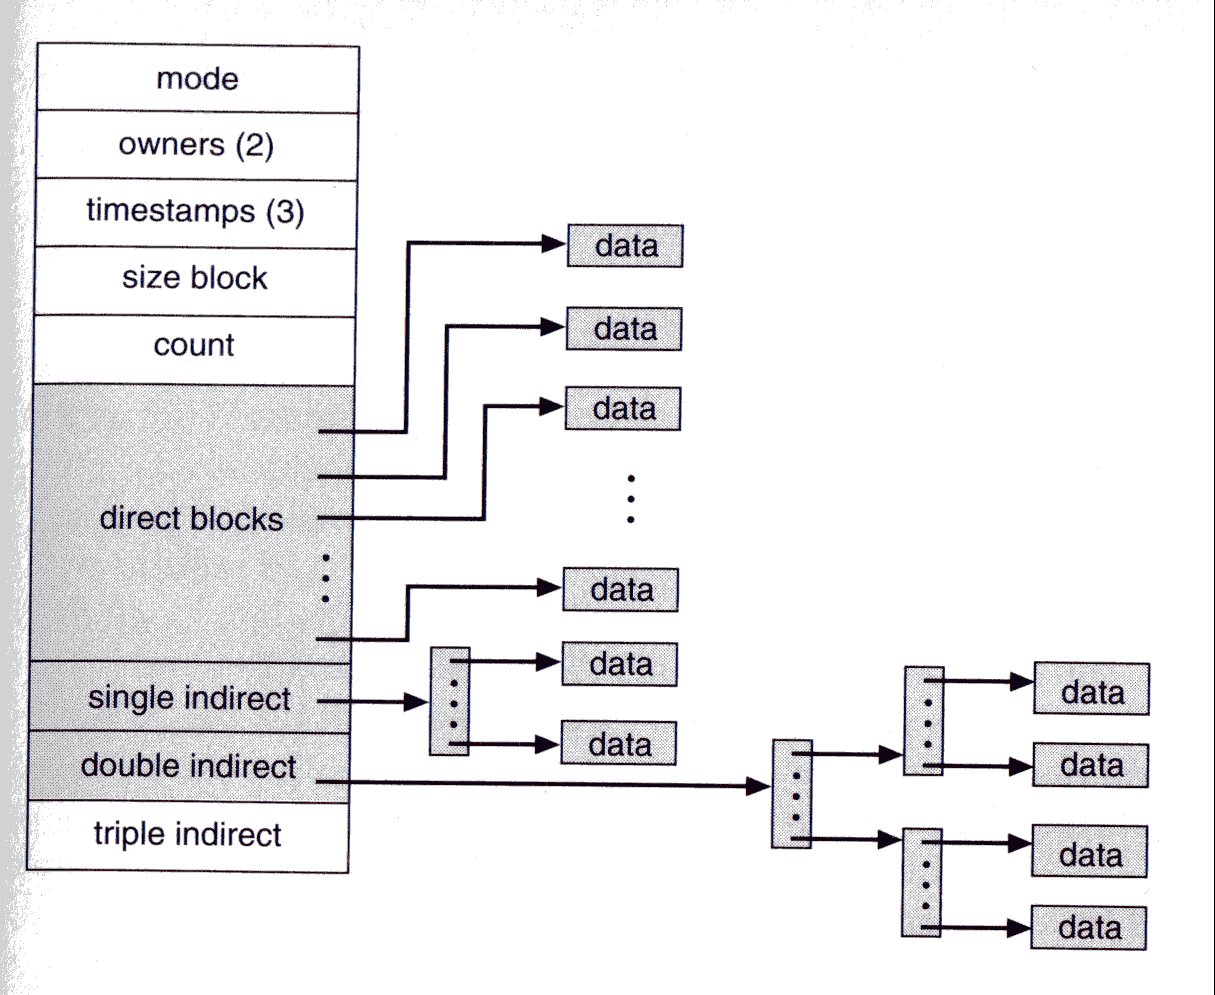 mode
owners (2)
timestamps (3)
size block
count
direct blocks
single indirect
double indirect
triple indirect
data
data
data
data
data
data
data
data
data
data